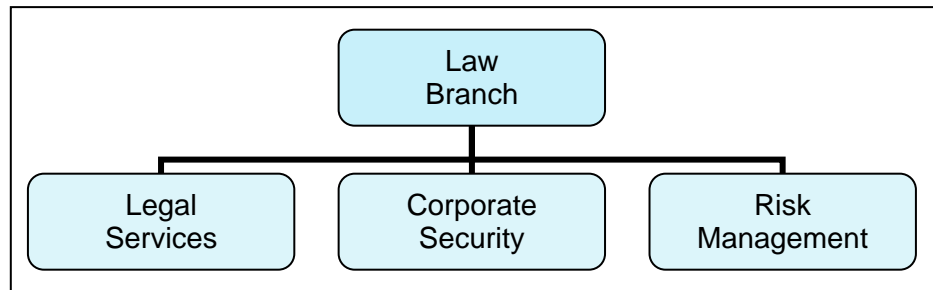 Law
Branch
Legal
Services
Corporate
Security
Risk
Management